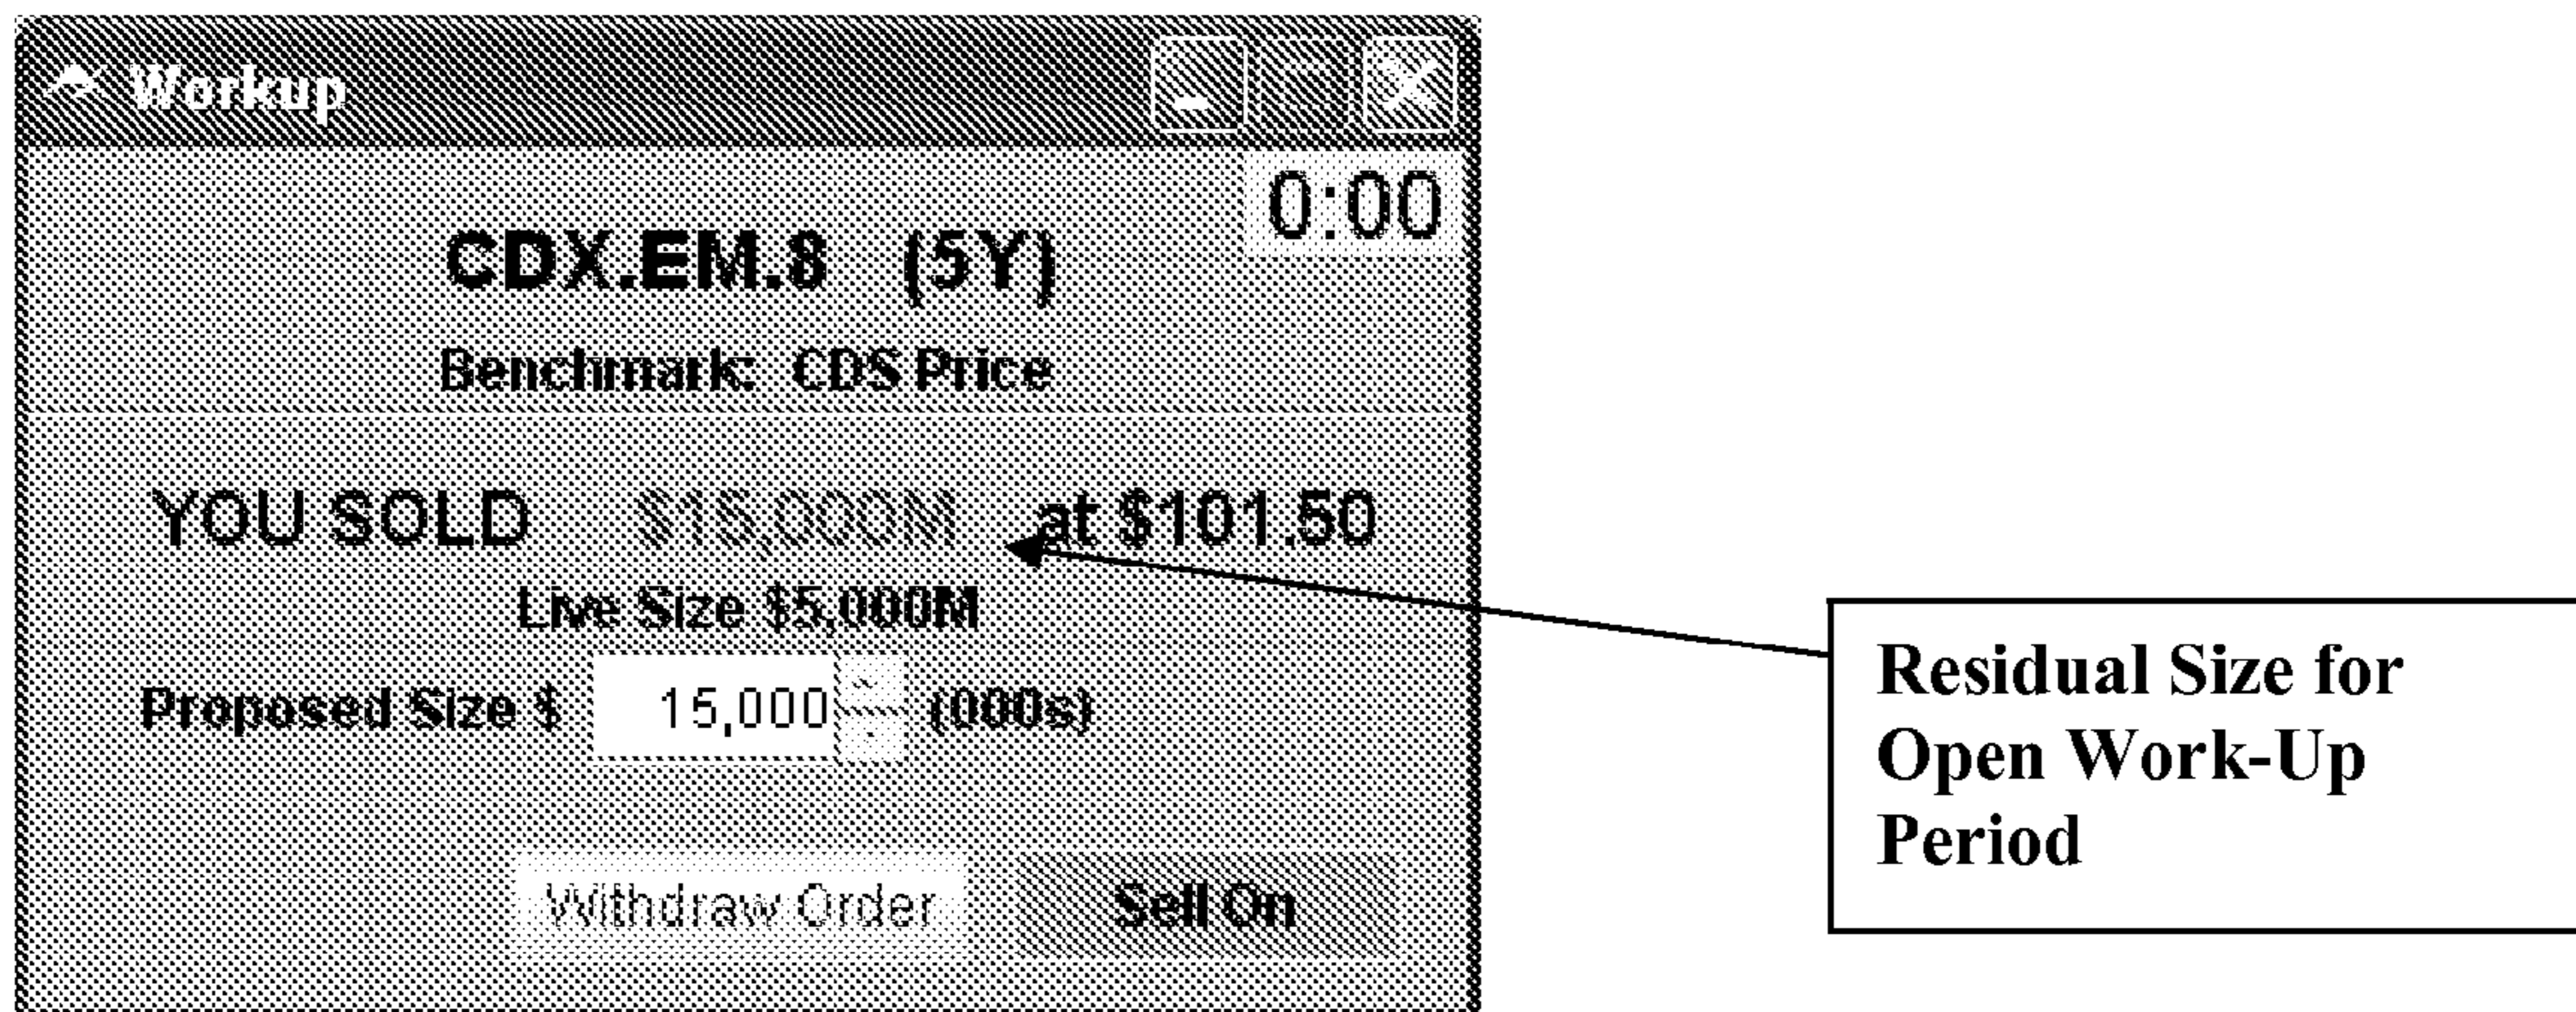 Workup
0:00
CDX.EM.8 (5Y)
Benchmark: CDS Price
YOU SOLD $15,000M at $101.50
Live Size $5,000M
Proposed Size $ 15,000 (000s)
Withdraw Order Sell On
Residual Size for
Open Work-Up
Period